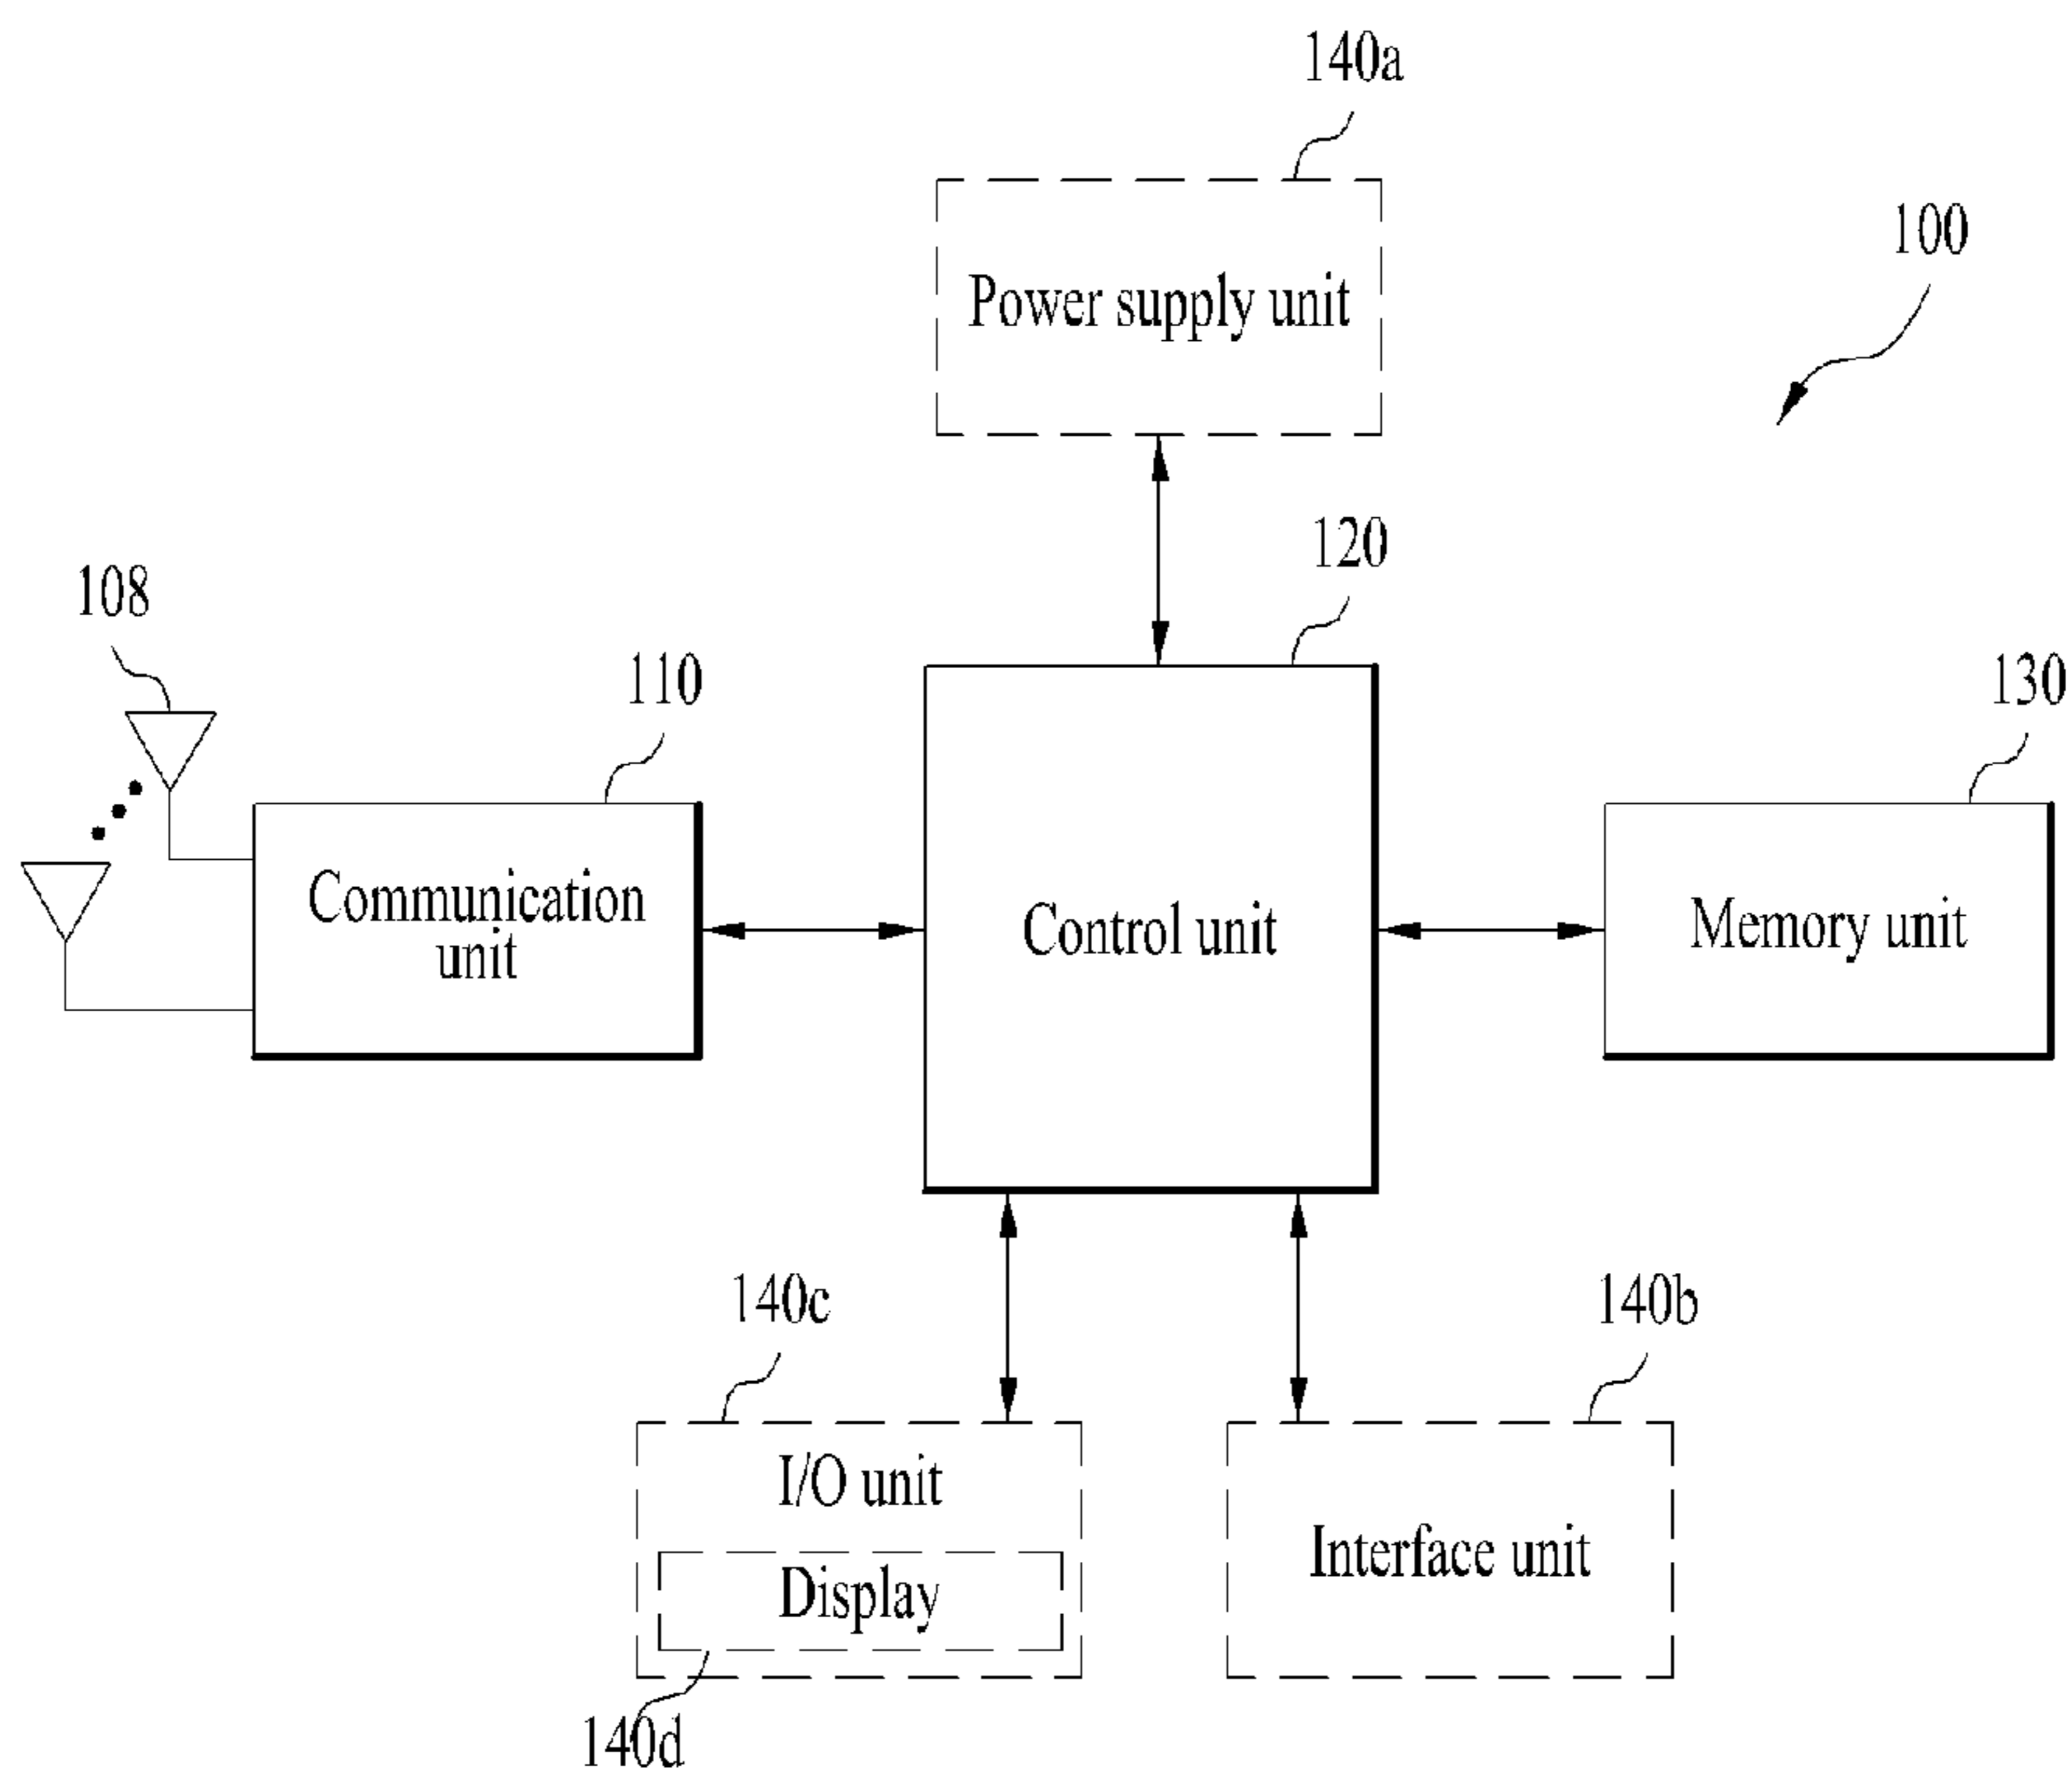 140a
100
Power supply unit
120
108
110
130
Communication
unit
Control unit
Memory unit
140c
140b
I/O unit
Interface unit
Display
140d